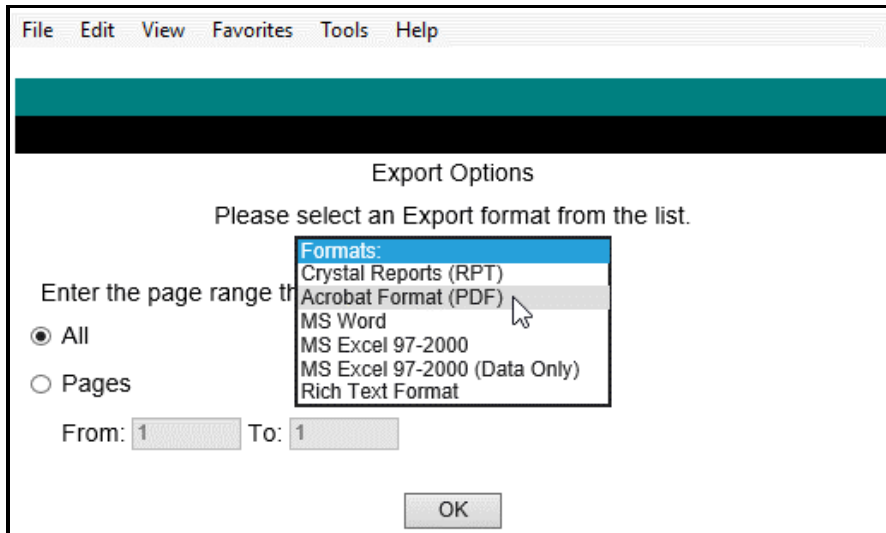 File Edit View Favorites Tools Help
Export Options
Please select an Export format from the list.
Formats:
Crystal Reports (RPT)
Enter the page range
Acrobat Format (PDF)
MS Word
All
MS Excel 97-2000
MS Excel 97-2000 (Data Only)
Pages
Rich Text Format
From: 1 To: 1
OK